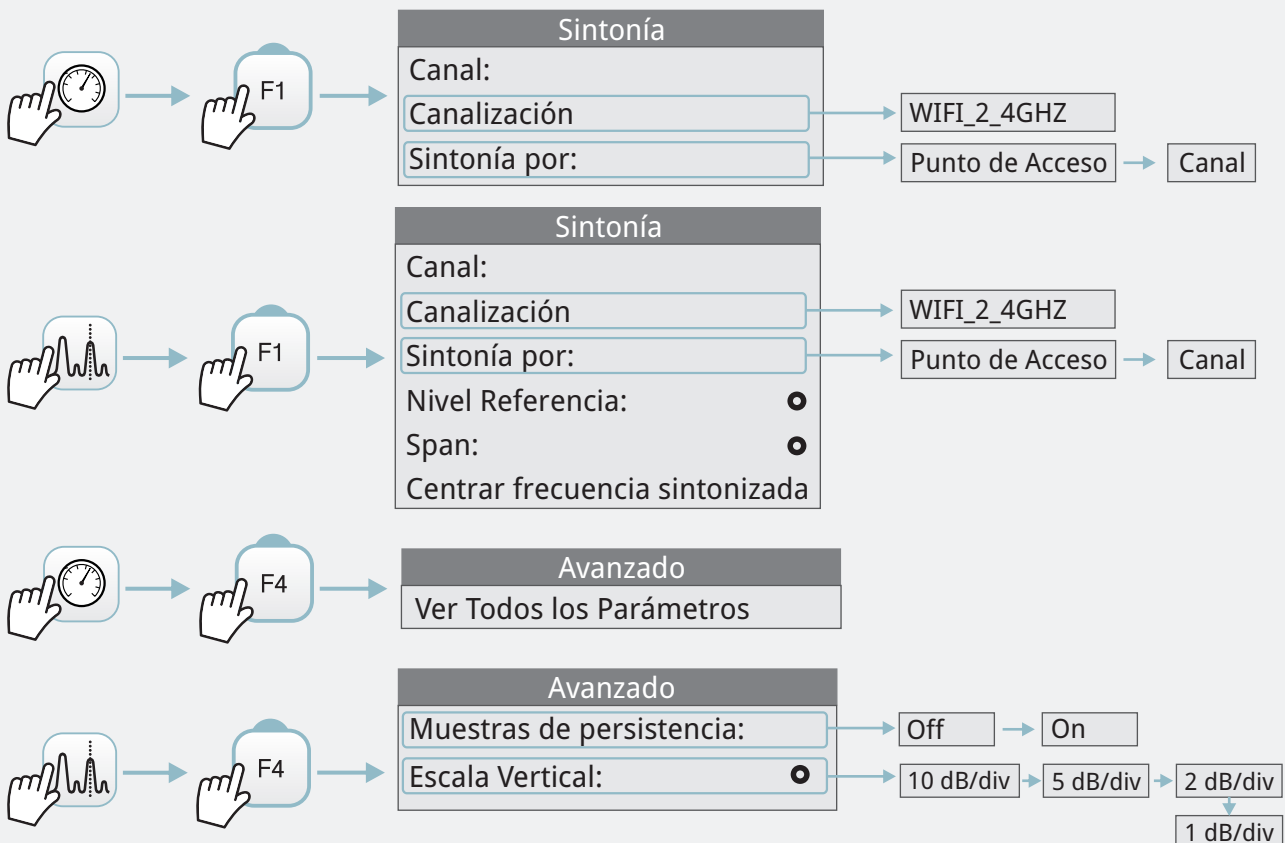 Sintonía
Canal:
F1
Canalización
WIFI_2_4GHZ
Sintonía por:
Punto de Acceso
Canal
Sintonía
Canal:
Canalización
WIFI_2_4GHZ
F1
Sintonía por:
Punto de Acceso
Canal
Nivel Referencia:
Span:
Centrar frecuencia sintonizada
F4
Avanzado
Ver Todos los Parámetros
Avanzado
Muestras de persistencia:
Off
On
F4
Escala Vertical:
10 dB/div
5 dB/div
2 dB/div
1 dB/div